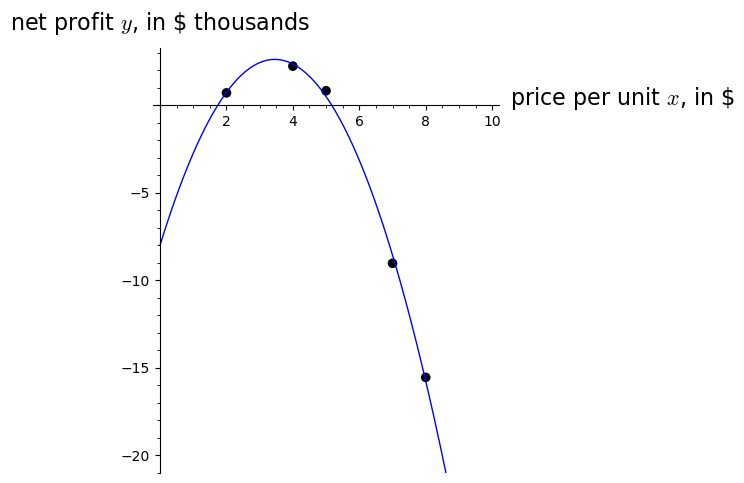 net profit y, in $ thousands
price per unit x, in $
2 4 6 8 10
−5
−10
−15
−20